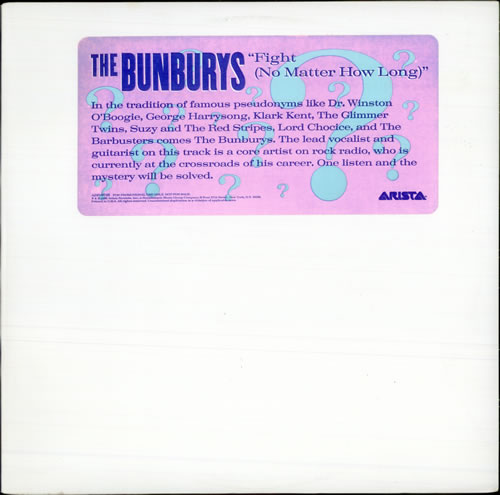 THE BUNBURYS "Fight
(No Matter How Long)"
In the tradition of famous pseudonyms like Dr. Winston
O'Boogie, George Harrysong, Klark Kent, The Glimmer
Twins, Suzy and The Red Stripes, Lord Chocice, and The
Barbusters comes The Bunburys. The lead vocalist and
guitarist on this track is a core artist on rock radio, who is
currently at the crossroads of his career. One listen and the
mystery will be solved.
ARISTA